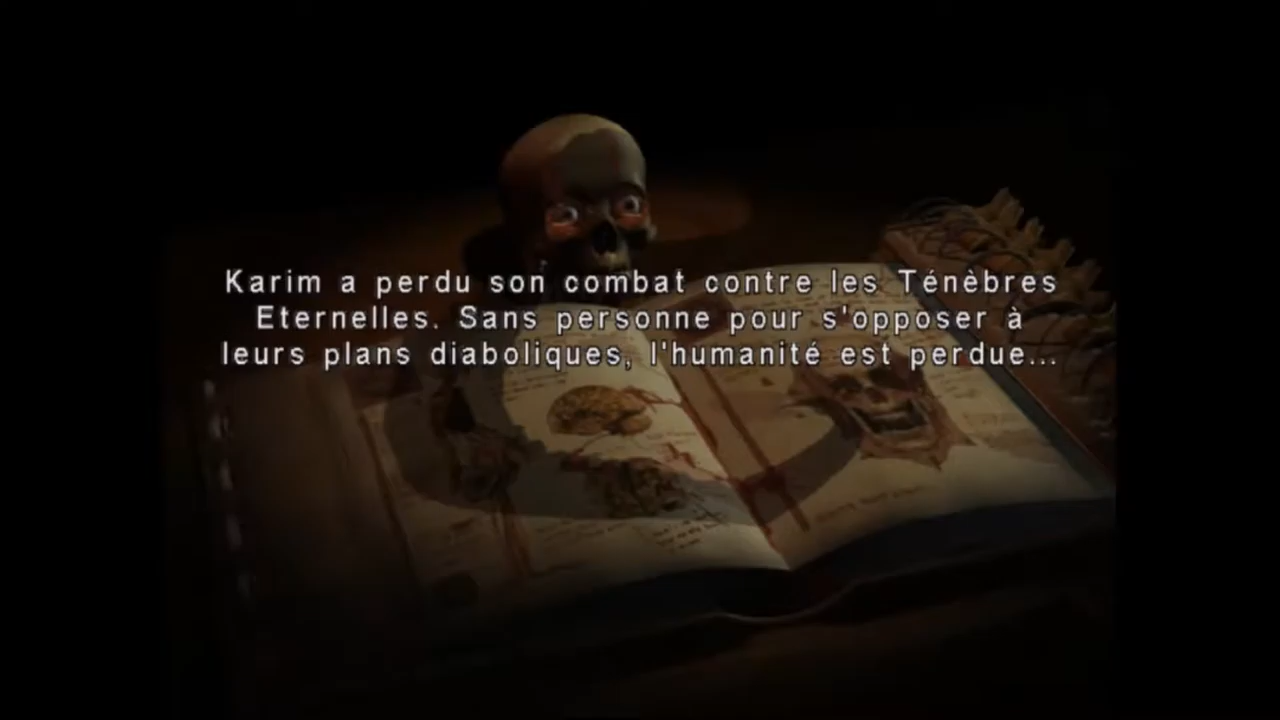 Karim a perdu son combat contre les Ténèbres
Eternelles. Sans personne pour s'opposer à
leurs plans diaboliques, l'humanité est perdue...